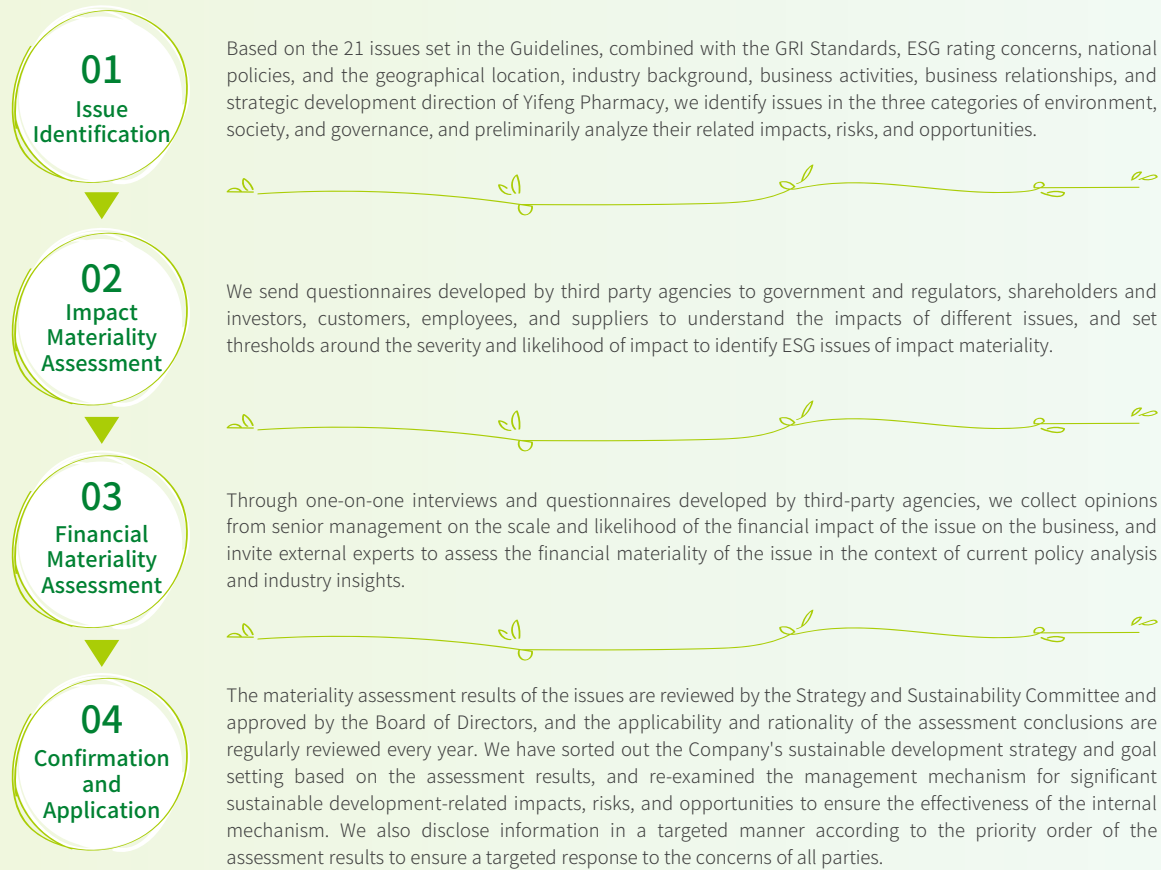 01
Issue
Identification
Based on the 21 issues set in the Guidelines, combined with the GRI Standards, ESG rating concerns, national
policies, and the geographical location, industry background, business activities, business relationships, and
strategic development direction of Yifeng Pharmacy, we identify issues in the three categories of environment,
society, and governance, and preliminarily analyze their related impacts, risks, and opportunities.
02
Impact
Materiality
Assessment
We send questionnaires developed by third party agencies to government and regulators, shareholders and
investors, customers, employees, and suppliers to understand the impacts of different issues, and set
thresholds around the severity and likelihood of impact to identify ESG issues of impact materiality.
03
Financial
Materiality
Assessment
Through one-on-one interviews and questionnaires developed by third-party agencies, we collect opinions
from senior management on the scale and likelihood of the financial impact of the issue on the business, and
invite external experts to assess the financial materiality of the issue in the context of current policy analysis
and industry insights.
04
Confirmation
and
Application
The materiality assessment results of the issues are reviewed by the Strategy and Sustainability Committee and
approved by the Board of Directors, and the applicability and rationality of the assessment conclusions are
regularly reviewed every year. We have sorted out the Company's sustainable development strategy and goal
setting based on the assessment results, and re-examined the management mechanism for significant
sustainable development-related impacts, risks, and opportunities to ensure the effectiveness of the internal
mechanism. We also disclose information in a targeted manner according to the priority order of the
assessment results to ensure a targeted response to the concerns of all parties.